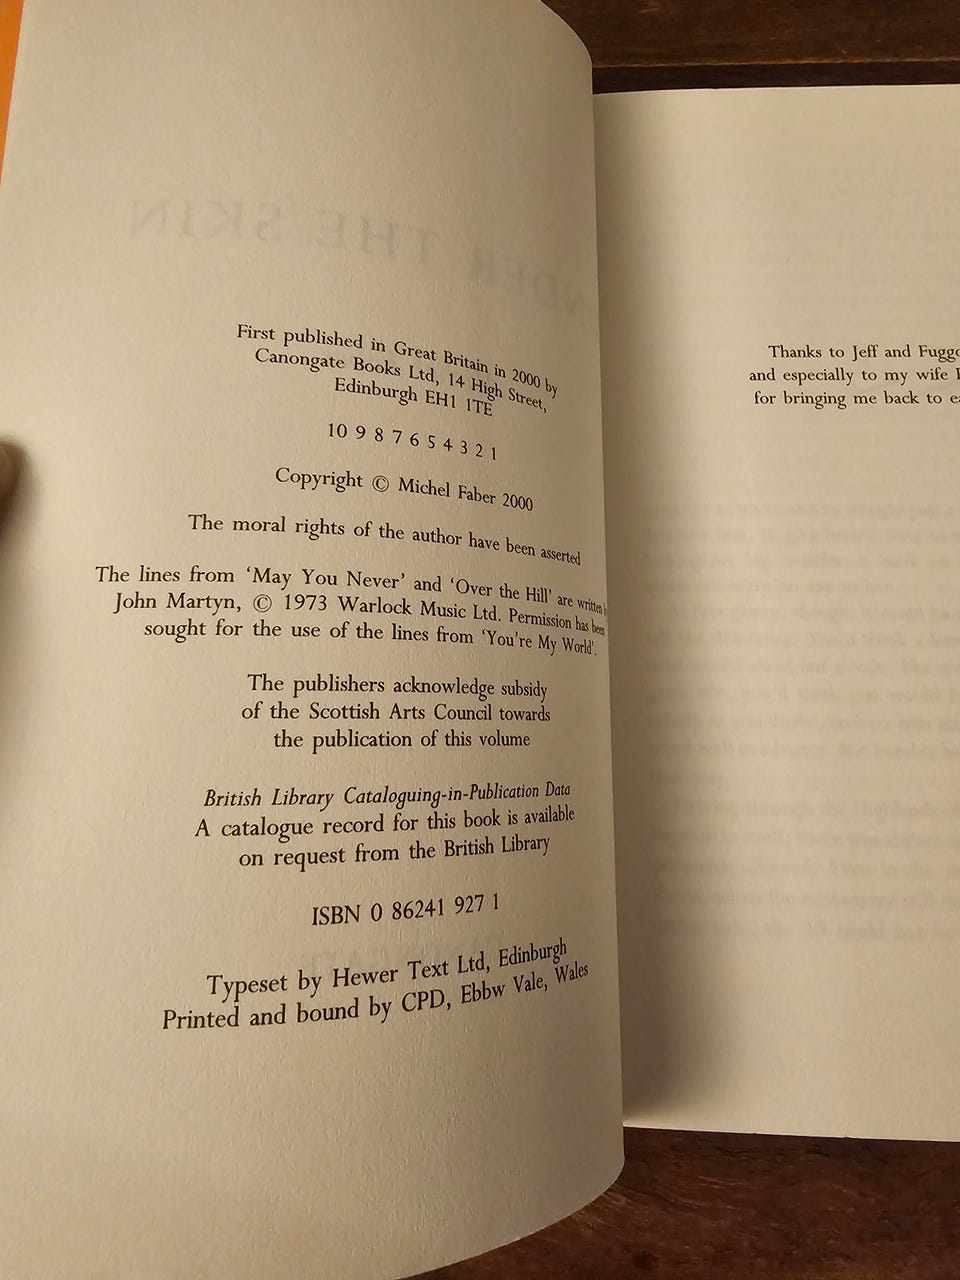 First published in Great Britain in 2000 by
Canongate Books Ltd, 14 High Street,
Edinburgh EH1 1TE
10 9 8 7 6 5 4 3 2 1
Copyright © Michel Faber 2000
The moral rights of the author have been asserted
The lines from ‘May You Never’ and ‘Over the Hill’ are written
John Martyn, © 1973 Warlock Music Ltd. Permission has been
sought for the use of the lines from ‘You're My World’.
The publishers acknowledge subsidy
of the Scottish Arts Council towards
the publication of this volume
British Library Cataloguing-in-Publication Data
A catalogue record for this book is available
on request from the British Library
ISBN 0 86241 927 1
Typeset by Hewer Text Ltd, Edinburgh
Printed and bound by CPD, Ebbw Vale, Wales
Thanks to Jeff and Fuggo
and especially to my wife
for bringing me back to